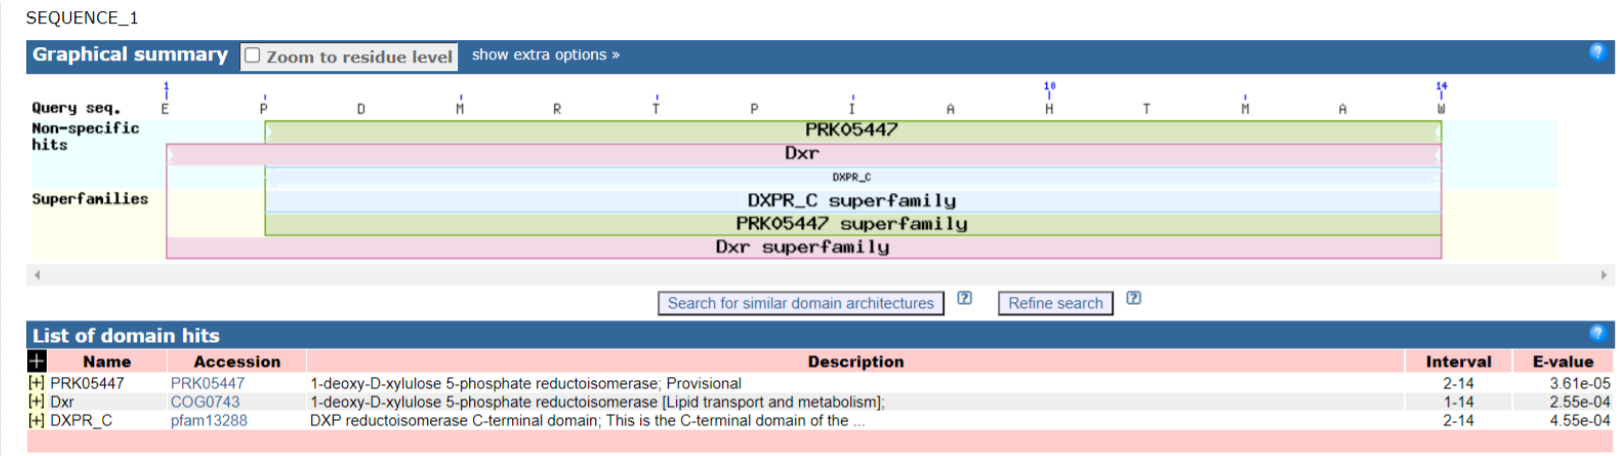 SEQUENCE_1
Graphical summary Zoom to residue level show extra options » ?
1 10 14
Query seq. E P D M R T P I A H T M A W
Non-specific hits PRK05447
Dxr
DXPR_C
Superfamilies DXPR_C superfamily
PRK05447 superfamily
Dxr superfamily
Search for similar domain architectures ? Refine search ?
List of domain hits ?
+ Name Accession Description Interval E-value
[+] PRK05447 PRK05447 1-deoxy-D-xylulose 5-phosphate reductoisomerase; Provisional 2-14 3.61e-05
[+] Dxr COG0743 1-deoxy-D-xylulose 5-phosphate reductoisomerase [Lipid transport and metabolism]; 1-14 2.55e-04
[+] DXPR_C pfam13288 DXP reductoisomerase C-terminal domain; This is the C-terminal domain of the ... 2-14 4.55e-04